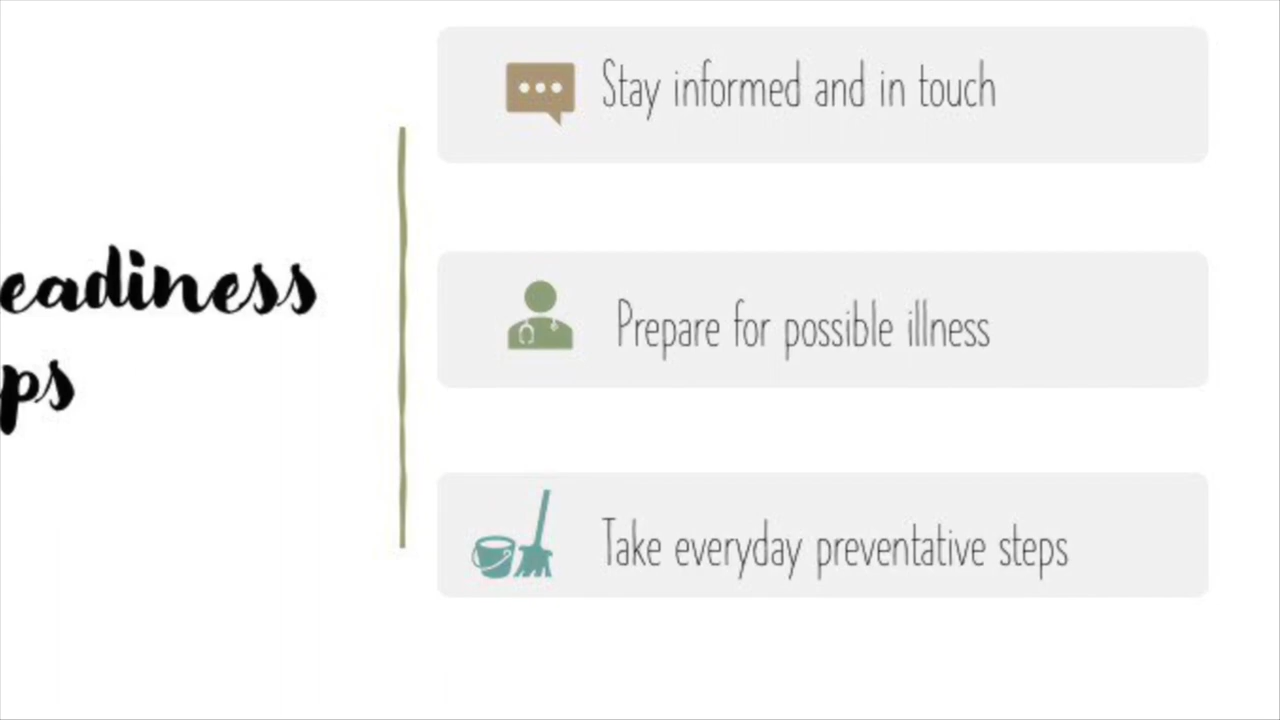 eadiness
ps
Stay informed and in touch
Prepare for possible illness
Take everyday preventative steps